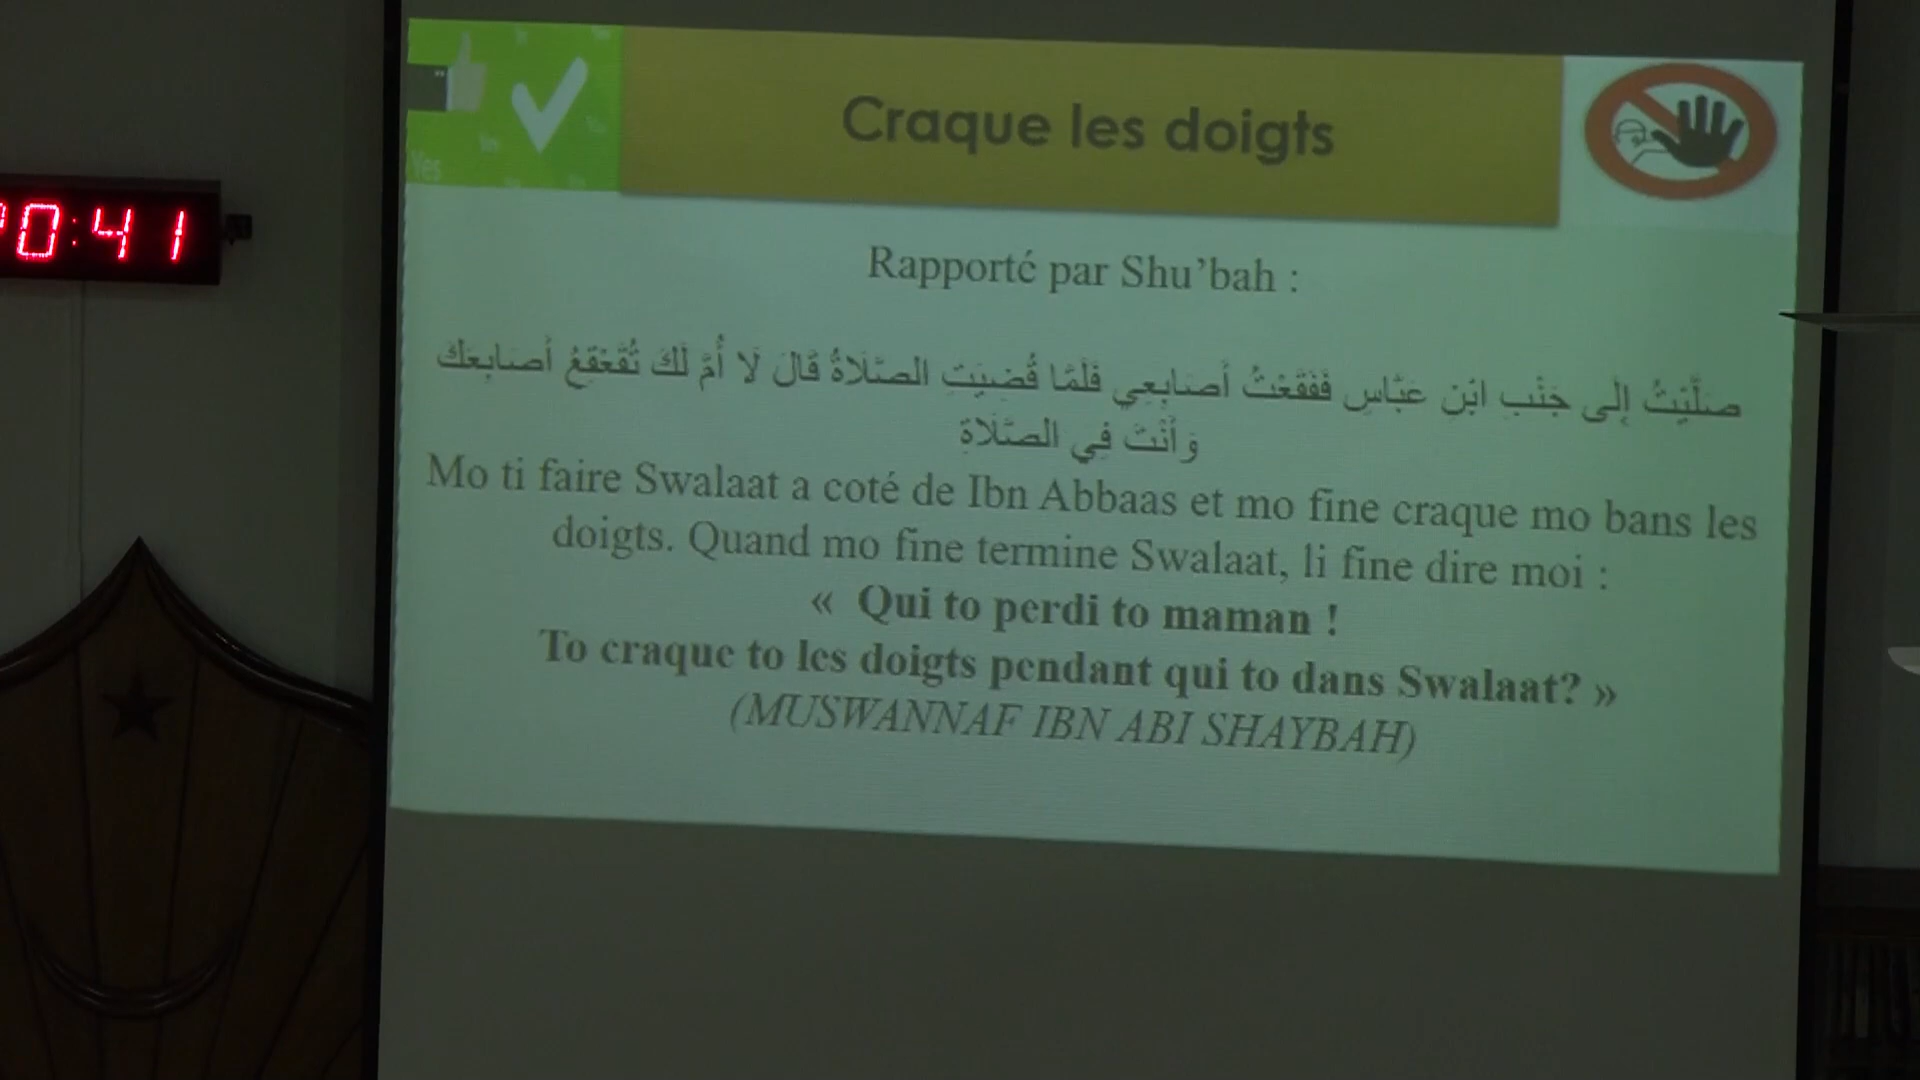 Craque les doigts
Yes
0:41
Rapporté par Shu’bah :
صَلَّيْتُ إِلَى جَنْبِ ابْنِ عَبَّاسٍ فَفَقَعْتُ أَصَابِعِي فَلَمَّا قُضِيَتِ الصَّلَاةُ قَالَ لَا أُمَّ لَكَ تُقَعْقِعُ أَصَابِعَكَ
وَأَنْتَ فِي الصَّلَاةِ
Mo ti faire Swalaat a coté de Ibn Abbaas et mo fine craque mo bans les
doigts. Quand mo fine termine Swalaat, li fine dire moi :
« Qui to perdi to maman !
To craque to les doigts pendant qui to dans Swalaat? »
(MUSWANNAF IBN ABI SHAYBAH)